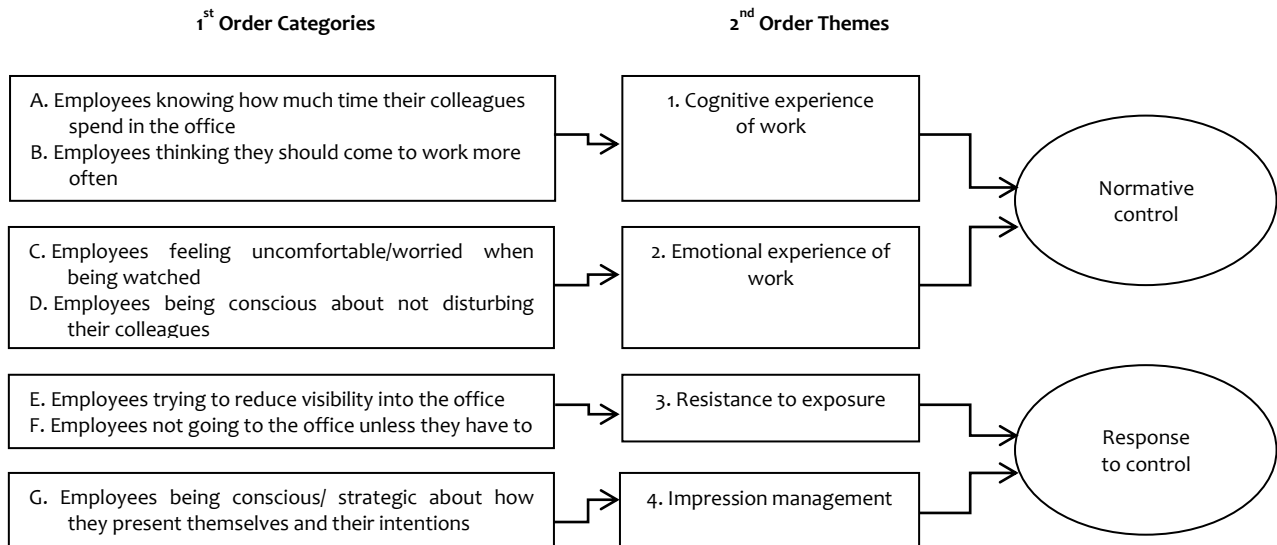 1st Order Categories
2nd Order Themes
A. Employees knowing how much time their colleagues
spend in the office
B. Employees thinking they should come to work more
often
1. Cognitive experience
of work
Normative
control
C. Employees feeling uncomfortable/worried when
being watched
D. Employees being conscious about not disturbing
their colleagues
2. Emotional experience of
work
E. Employees trying to reduce visibility into the office
F. Employees not going to the office unless they have to
3. Resistance to exposure
Response
to control
G. Employees being conscious/ strategic about how
they present themselves and their intentions
4. Impression management